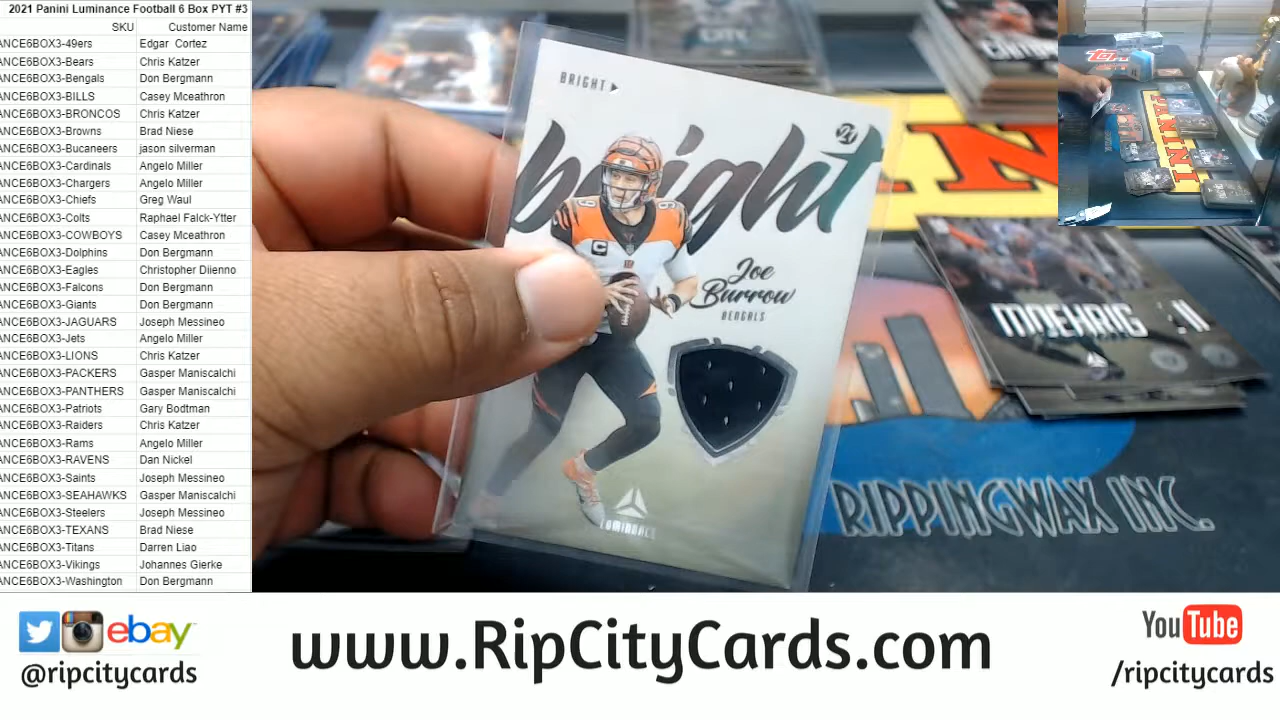 2021 Panini Luminance Football 6 Box PYT #3
SKU Customer Name
ANCE6BOX3-49ers Edgar Cortez
ANCE6BOX3-Bears Chris Katzer
ANCE6BOX3-Bengals Don Bergmann
ANCE6BOX3-BILLS Casey Mceathron
ANCE6BOX3-BRONCOS Chris Katzer
ANCE6BOX3-Browns Brad Niese
ANCE6BOX3-Bucaneers jason silverman
ANCE6BOX3-Cardinals Angelo Miller
ANCE6BOX3-Chargers Angelo Miller
ANCE6BOX3-Chiefs Greg Waul
ANCE6BOX3-Colts Raphael Falck-Ytter
ANCE6BOX3-COWBOYS Casey Mceathron
ANCE6BOX3-Dolphins Don Bergmann
ANCE6BOX3-Eagles Christopher Diienno
ANCE6BOX3-Falcons Don Bergmann
ANCE6BOX3-Giants Don Bergmann
ANCE6BOX3-JAGUARS Joseph Messineo
ANCE6BOX3-Jets Angelo Miller
ANCE6BOX3-LIONS Chris Katzer
ANCE6BOX3-PACKERS Gasper Maniscalchi
ANCE6BOX3-PANTHERS Gasper Maniscalchi
ANCE6BOX3-Patriots Gary Bodtman
ANCE6BOX3-Raiders Chris Katzer
ANCE6BOX3-Rams Angelo Miller
ANCE6BOX3-RAVENS Dan Nickel
ANCE6BOX3-Saints Joseph Messineo
ANCE6BOX3-SEAHAWKS Gasper Maniscalchi
ANCE6BOX3-Steelers Joseph Messineo
ANCE6BOX3-TEXANS Brad Niese
ANCE6BOX3-Titans Darren Liao
ANCE6BOX3-Vikings Johannes Gierke
ANCE6BOX3-Washington Don Bergmann
BRIGHT
bright
21
Joe
Burrow
BENGALS
LUMINANCE
MOEHRIG
RIPPINGWAX INC.
Topps
PANINI
ebay
@ripcitycards
www.RipCityCards.com
YouTube
/ripcitycards